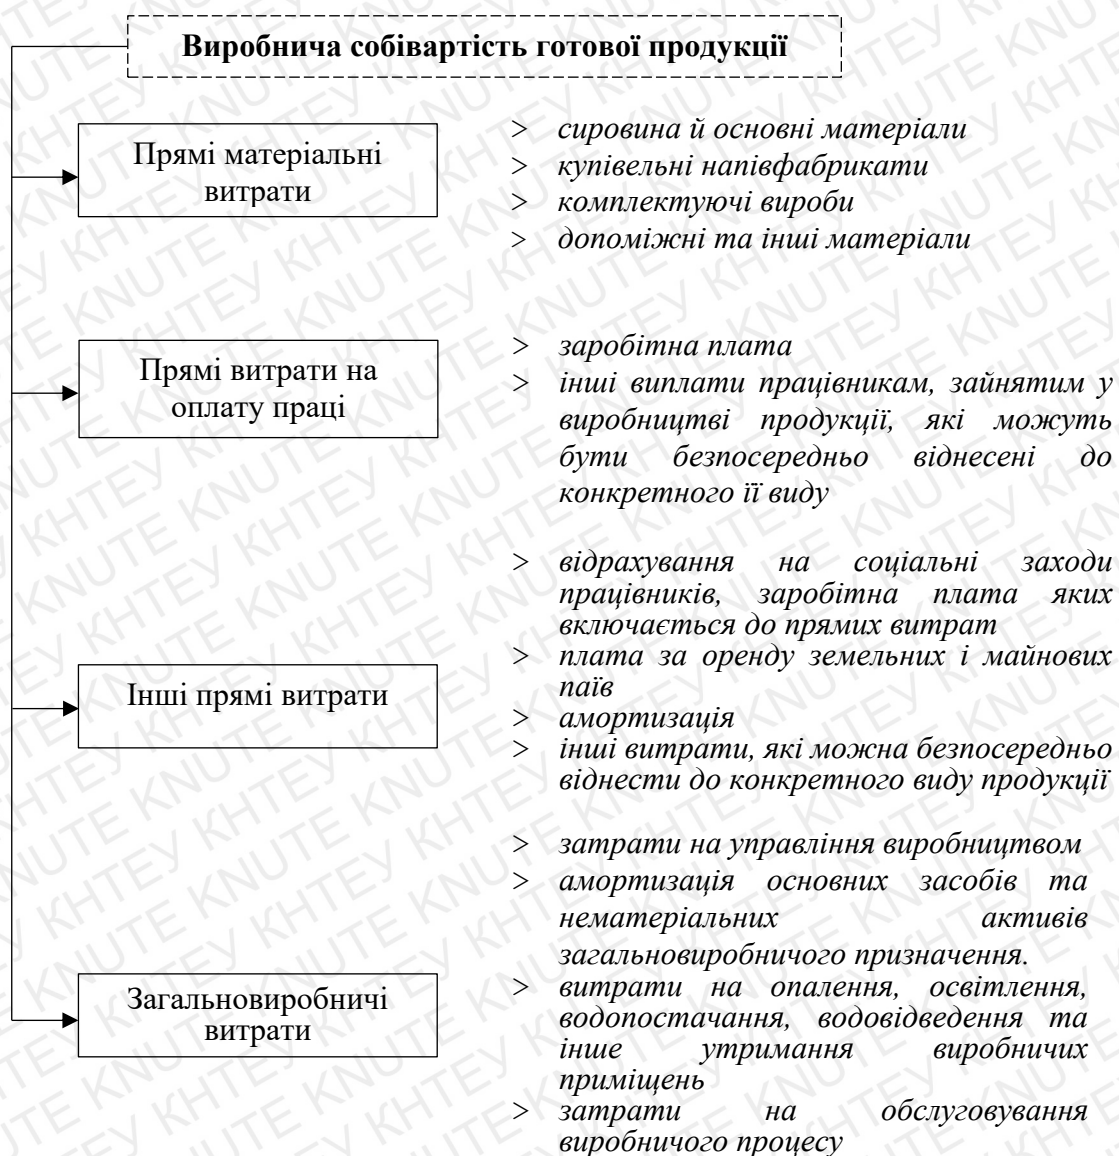 Виробнича собівартість готової продукції
Прямі матеріальні
витрати
> сировина й основні матеріали
> купівельні напівфабрикати
> комплектуючі вироби
> допоміжні та інші матеріали
Прямі витрати на
оплату праці
> заробітна плата
> інші виплати працівникам, зайнятим у
виробництві продукції, які можуть
бути безпосередньо віднесені до
конкретного її виду
Інші прямі витрати
> відрахування на соціальні заходи
працівників, заробітна плата яких
включається до прямих витрат
> плата за оренду земельних і майнових
паїв
> амортизація
> інші витрати, які можна безпосередньо
віднести до конкретного виду продукції
Загальновиробничі
витрати
> затрати на управління виробництвом
> амортизація основних засобів та
нематеріальних активів
загальновиробничого призначення.
> витрати на опалення, освітлення,
водопостачання, водовідведення та
інше утримання виробничих
приміщень
> затрати на обслуговування
виробничого процесу